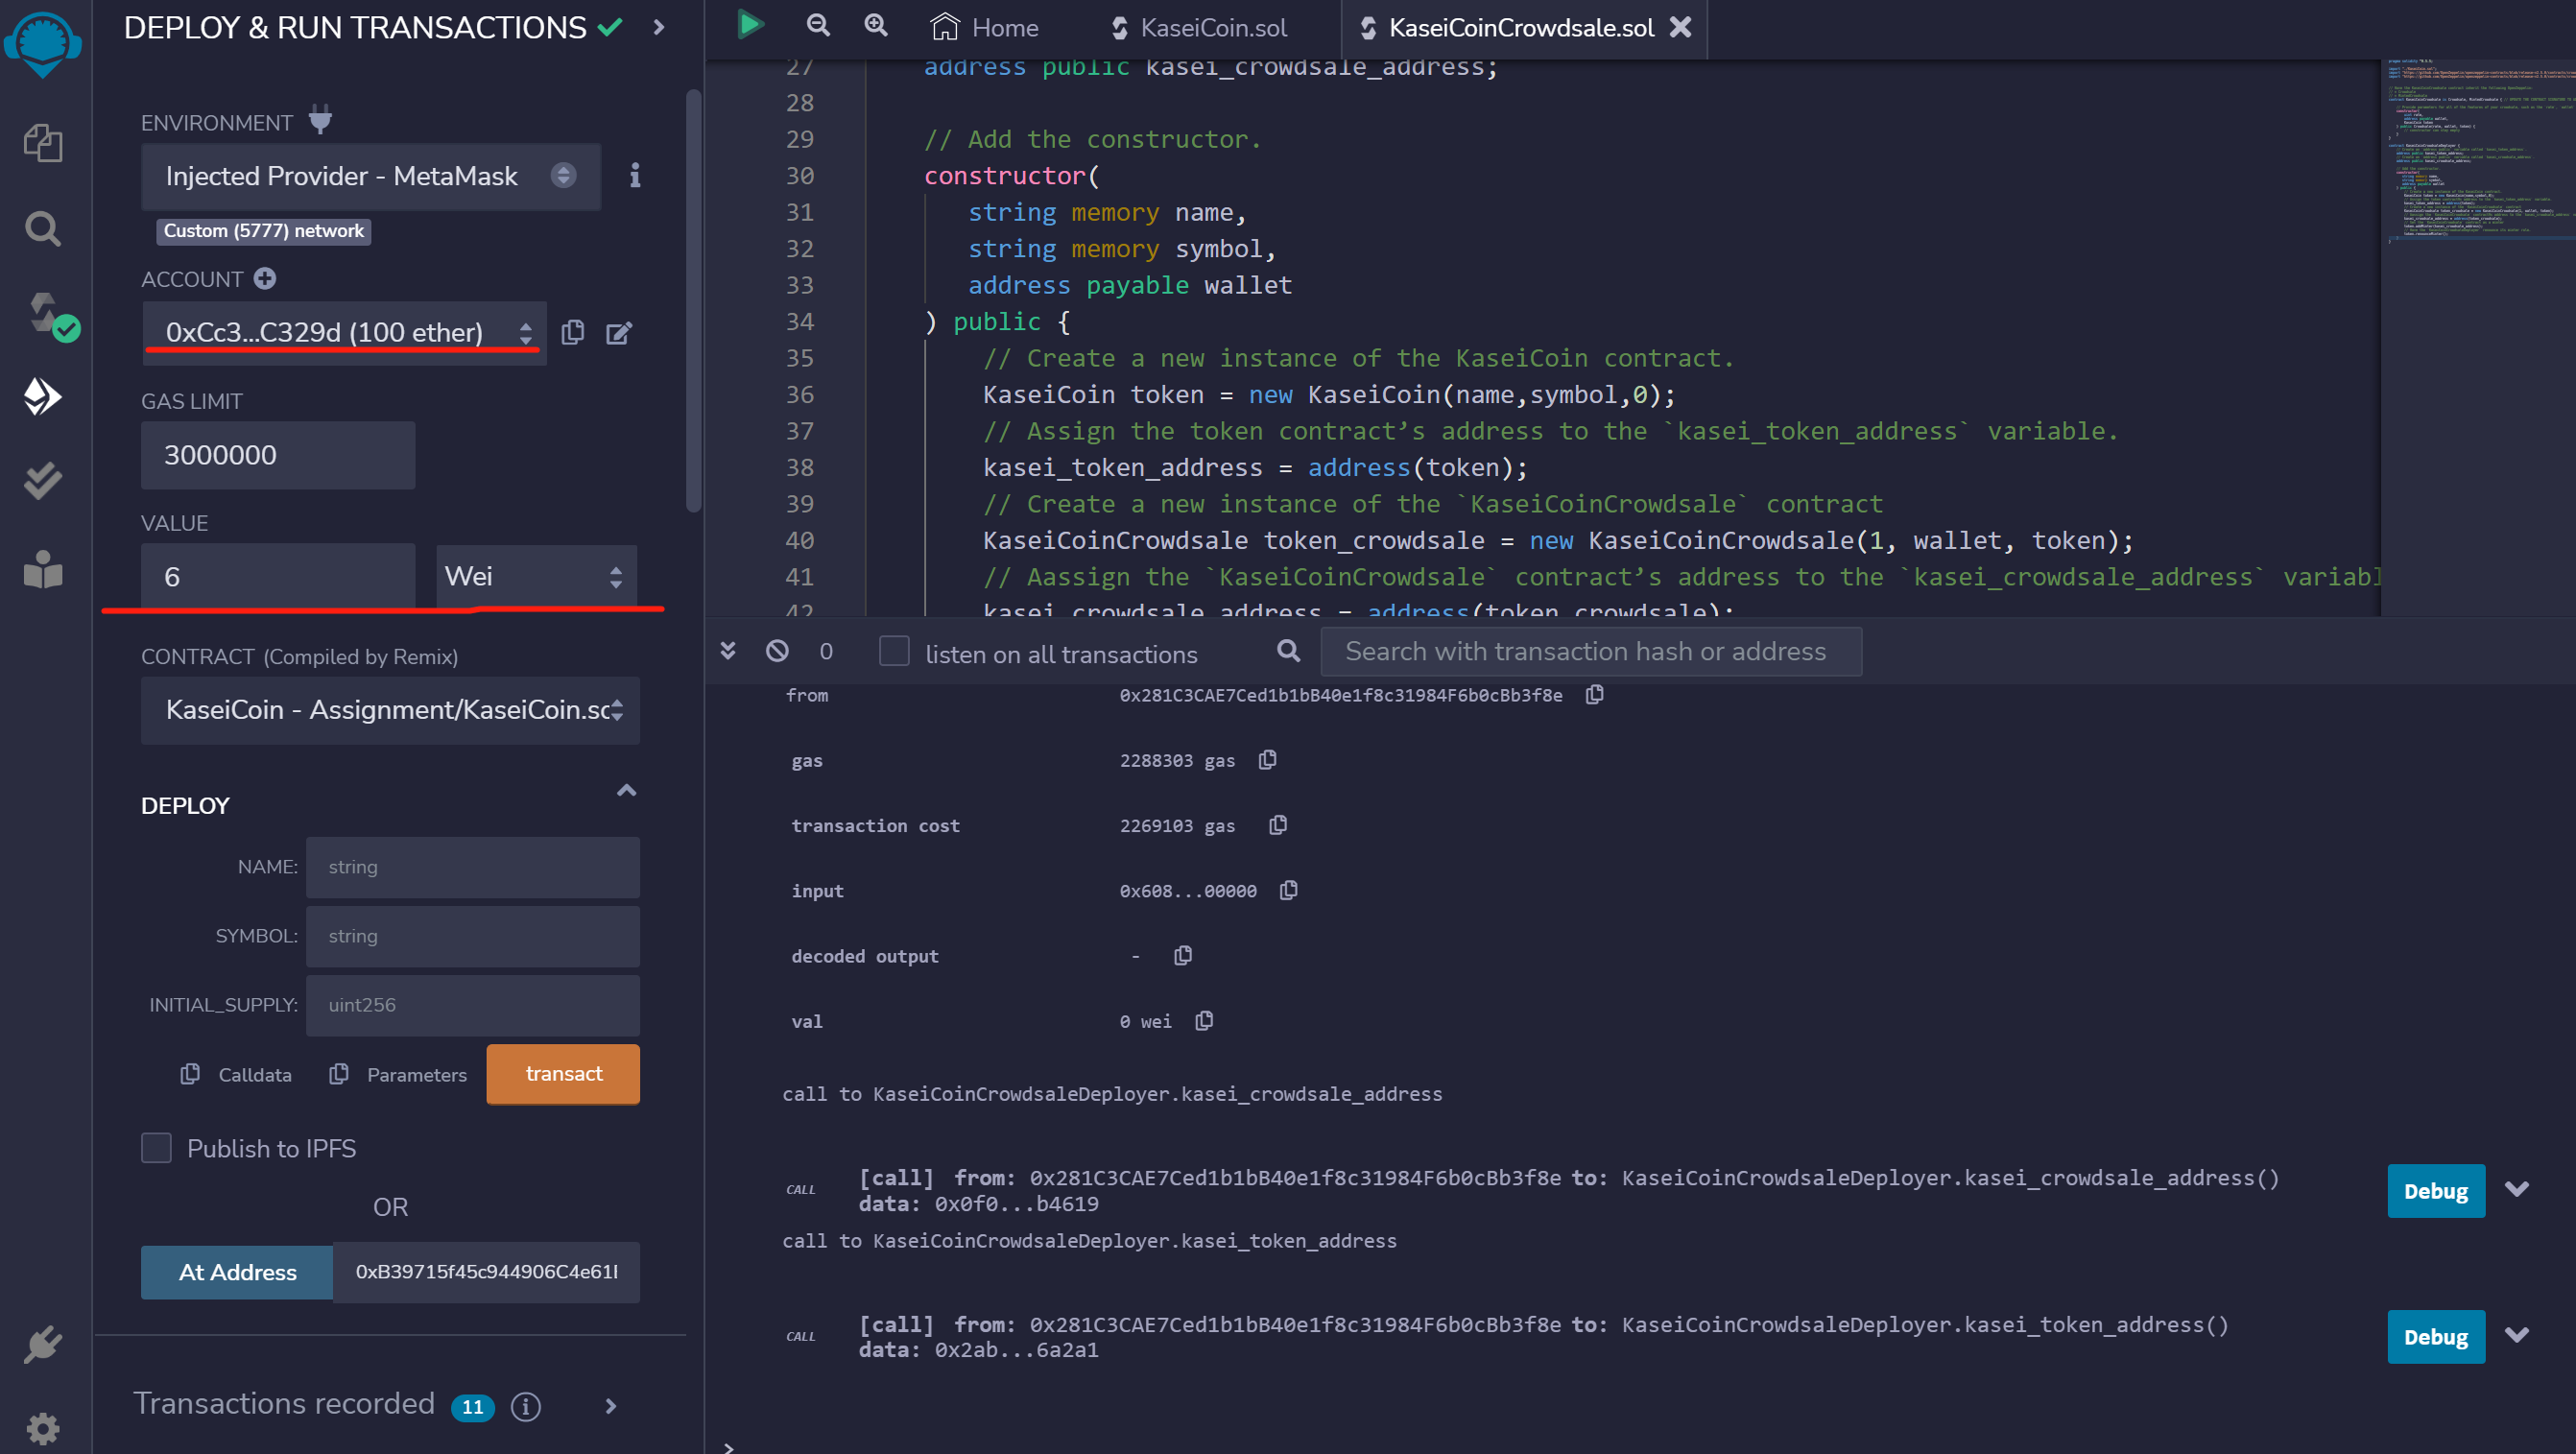 DEPLOY & RUN TRANSACTIONS
ENVIRONMENT
Injected Provider - MetaMask
Custom (5777) network
ACCOUNT
0xCc3...C329d (100 ether)
GAS LIMIT
3000000
VALUE
6 Wei
CONTRACT (Compiled by Remix)
KaseiCoin - Assignment/KaseiCoin.sc
DEPLOY
NAME: string
SYMBOL: string
INITIAL_SUPPLY: uint256
Calldata Parameters transact
Publish to IPFS
OR
At Address 0xB39715f45c944906C4e61
Transactions recorded 11
Home KaseiCoin.sol KaseiCoinCrowdsale.sol
27 address public kasei_crowdsale_address;
28
29 // Add the constructor.
30 constructor(
31 string memory name,
32 string memory symbol,
33 address payable wallet
34 ) public {
35 // Create a new instance of the KaseiCoin contract.
36 KaseiCoin token = new KaseiCoin(name,symbol,0);
37 // Assign the token contract’s address to the `kasei_token_address` variable.
38 kasei_token_address = address(token);
39 // Create a new instance of the `KaseiCoinCrowdsale` contract
40 KaseiCoinCrowdsale token_crowdsale = new KaseiCoinCrowdsale(1, wallet, token);
41 // Aassign the `KaseiCoinCrowdsale` contract’s address to the `kasei_crowdsale_address` variabl
42 kasei_crowdsale_address = address(token_crowdsale);
0 listen on all transactions Search with transaction hash or address
from 0x281C3CAE7Ced1b1bB40e1f8c31984F6b0cBb3f8e
gas 2288303 gas
transaction cost 2269103 gas
input 0x608...00000
decoded output -
val 0 wei
call to KaseiCoinCrowdsaleDeployer.kasei_crowdsale_address
CALL [call] from: 0x281C3CAE7Ced1b1bB40e1f8c31984F6b0cBb3f8e to: KaseiCoinCrowdsaleDeployer.kasei_crowdsale_address() Debug
data: 0x0f0...b4619
call to KaseiCoinCrowdsaleDeployer.kasei_token_address
CALL [call] from: 0x281C3CAE7Ced1b1bB40e1f8c31984F6b0cBb3f8e to: KaseiCoinCrowdsaleDeployer.kasei_token_address() Debug
data: 0x2ab...6a2a1
>